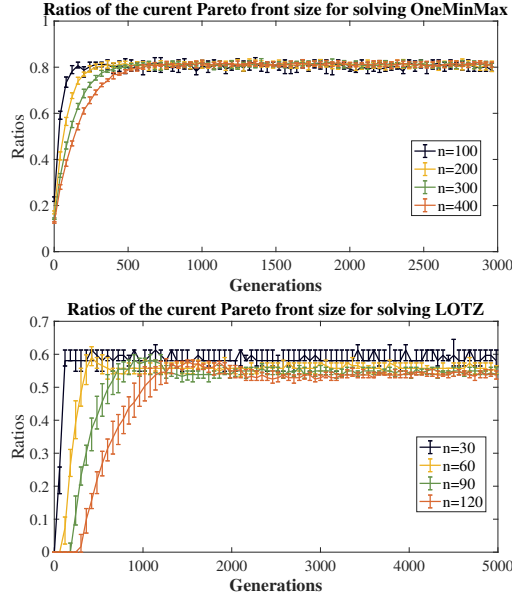 Ratios of the curent Pareto front size for solving OneMinMax
1
0.8
0.6
0.4
0.2
0
Ratios
n=100
n=200
n=300
n=400
0 500 1000 1500 2000 2500 3000
Generations
Ratios of the curent Pareto front size for solving LOTZ
0.7
0.6
0.5
0.4
0.3
0.2
0.1
0
Ratios
n=30
n=60
n=90
n=120
0 1000 2000 3000 4000 5000
Generations